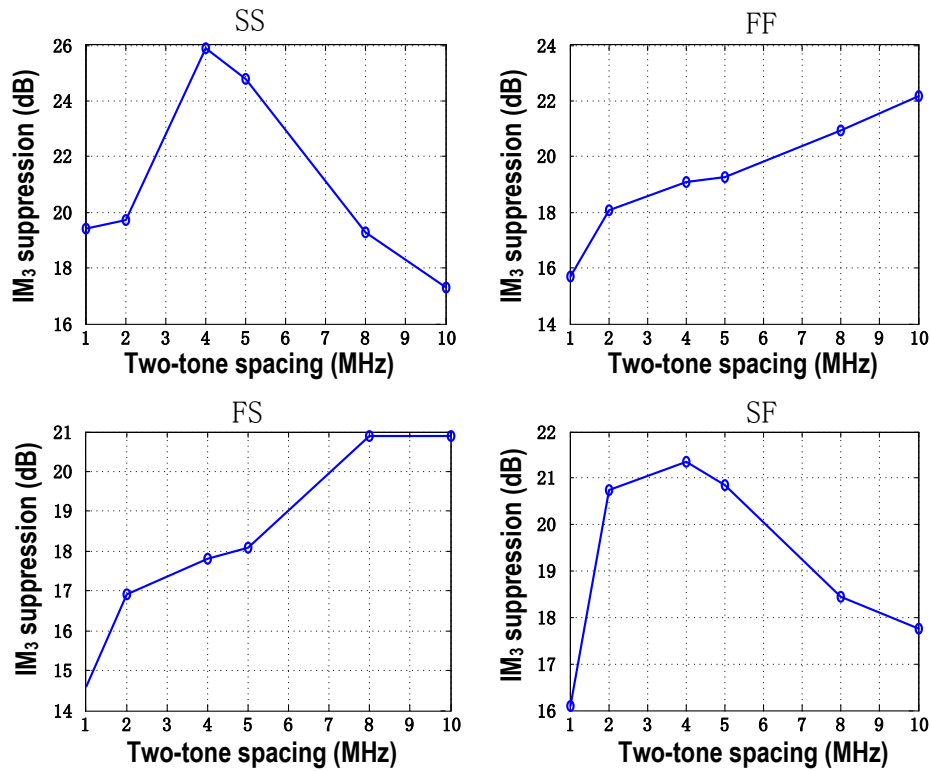 SS
IM3 suppression (dB)
26
24
22
20
18
16
1 2 3 4 5 6 7 8 9 10
Two-tone spacing (MHz)
FF
IM3 suppression (dB)
24
22
20
18
16
14
1 2 3 4 5 6 7 8 9 10
Two-tone spacing (MHz)
FS
IM3 suppression (dB)
21
20
19
18
17
16
15
14
1 2 3 4 5 6 7 8 9 10
Two-tone spacing (MHz)
SF
IM3 suppression (dB)
22
21
20
19
18
17
16
1 2 3 4 5 6 7 8 9 10
Two-tone spacing (MHz)